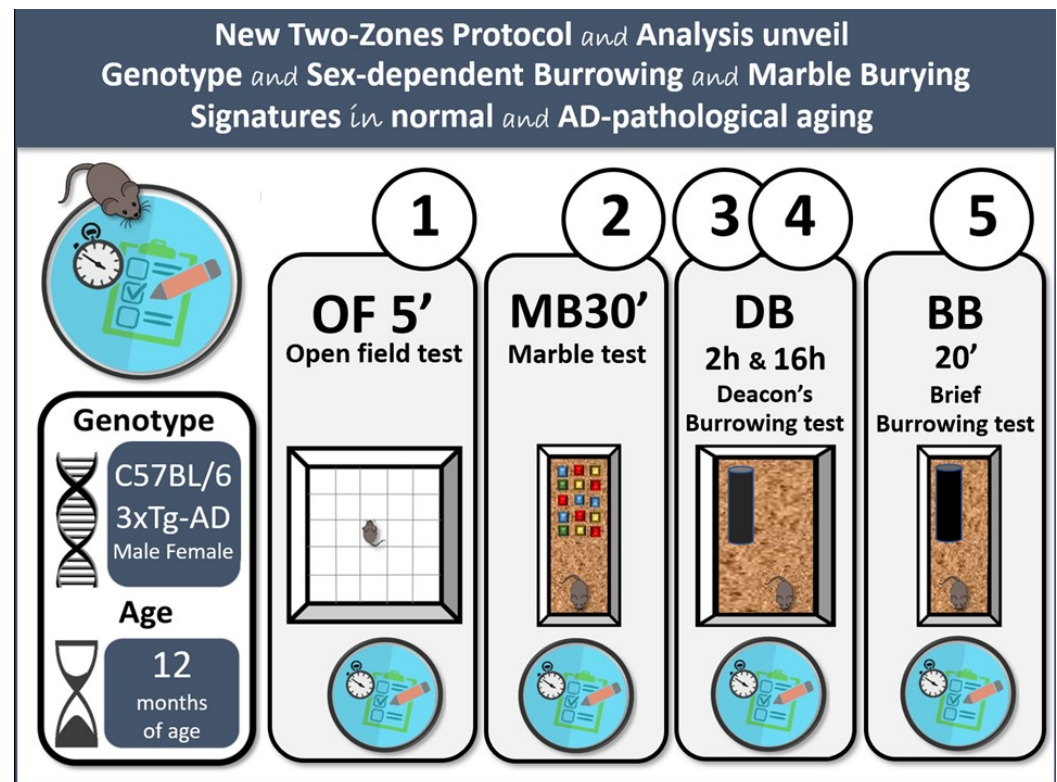 New Two-Zones Protocol and Analysis unveil
Genotype and Sex-dependent Burrowing and Marble Burying
Signatures in normal and AD-pathological aging
Genotype
C57BL/6
3xTg-AD
Male Female
Age
12
months
of age
1
OF 5’
Open field test
2
MB30’
Marble test
3 4
DB
2h & 16h
Deacon’s
Burrowing test
5
BB
20’
Brief
Burrowing test